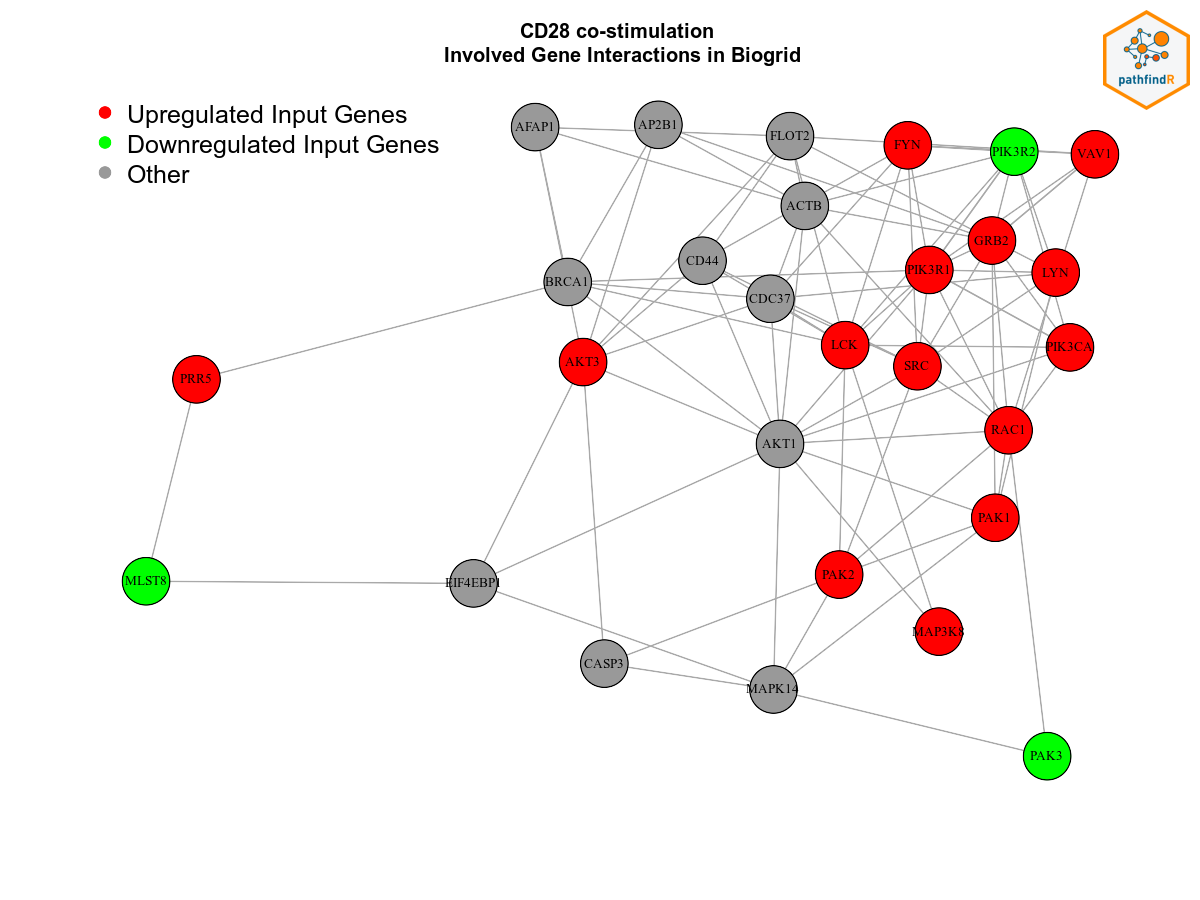 CD28 co-stimulation
Involved Gene Interactions in Biogrid
pathfindR
Upregulated Input Genes
Downregulated Input Genes
Other
AFAP1
AP2B1
FLOT2
FYN
PIK3R2
VAV1
ACTB
GRB2
CD44
PIK3R1
LYN
BRCA1
CDC37
LCK
PIK3CA
AKT3
SRC
PRR5
RAC1
AKT1
PAK1
PAK2
MLST8
EIF4EBP1
MAP3K8
CASP3
MAPK14
PAK3